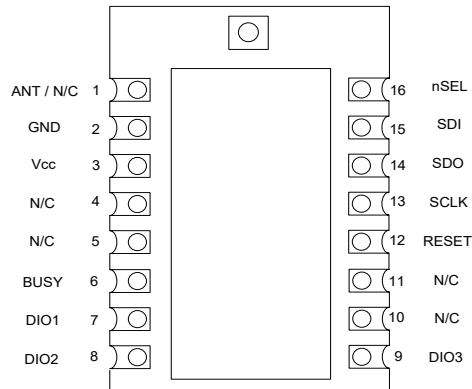 ANT / N/C 1 16 nSEL
GND 2 15 SDI
Vcc 3 14 SDO
N/C 4 13 SCLK
N/C 5 12 RESET
BUSY 6 11 N/C
DIO1 7 10 N/C
DIO2 8 9 DIO3